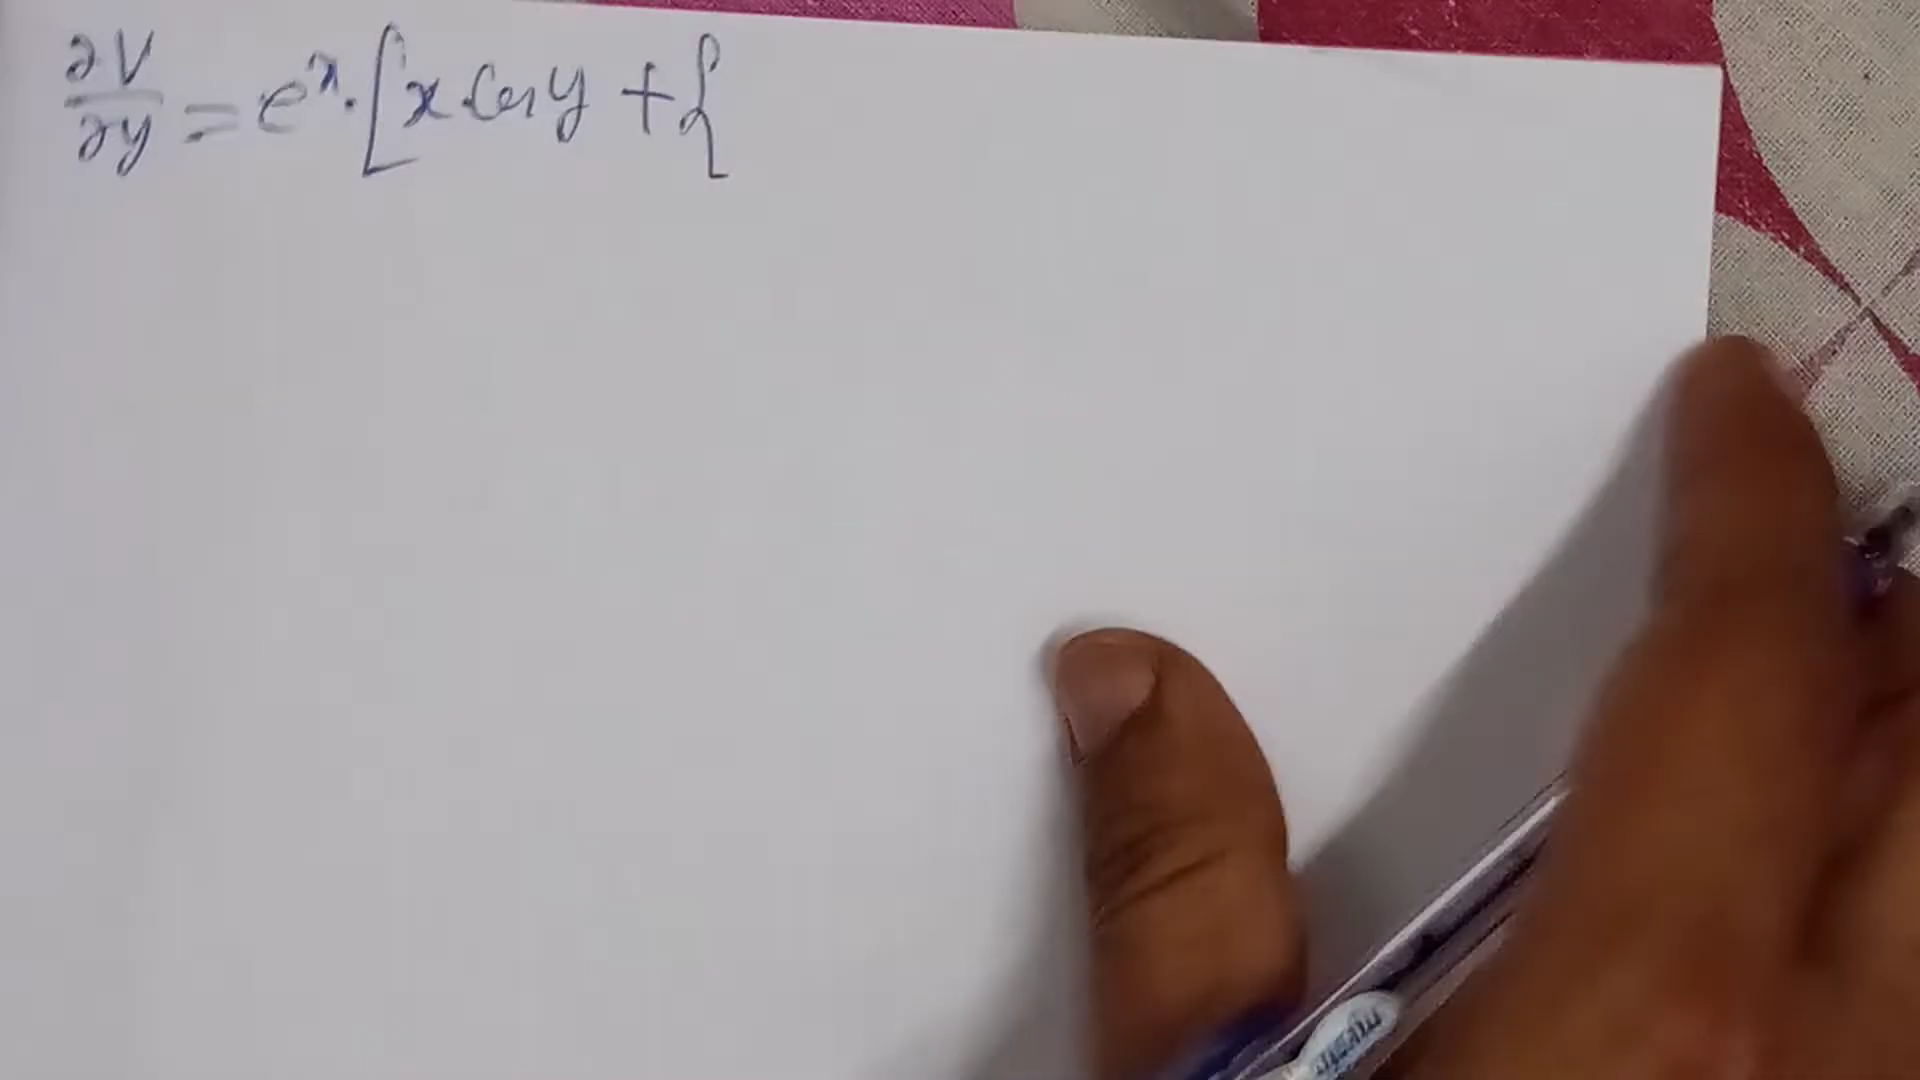 ∂V/∂y = eˣ·[x·Cos y + {